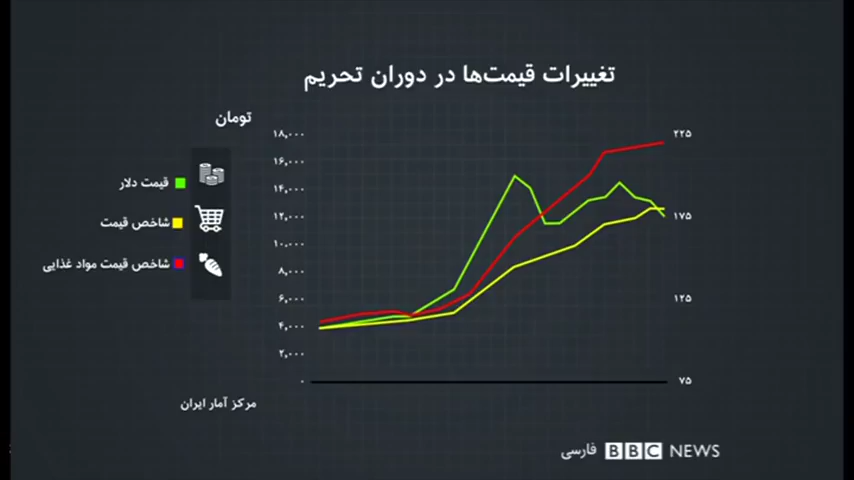 تغییرات قیمت‌ها در دوران تحریم
تومان
۱۸,۰۰۰
۱۶,۰۰۰
۱۴,۰۰۰
۱۲,۰۰۰
۱۰,۰۰۰
۸,۰۰۰
۶,۰۰۰
۴,۰۰۰
۲,۰۰۰
۰
۲۲۵
۱۷۵
۱۲۵
۷۵
قیمت دلار
شاخص قیمت
شاخص قیمت مواد غذایی
مرکز آمار ایران
BBC NEWS فارسی